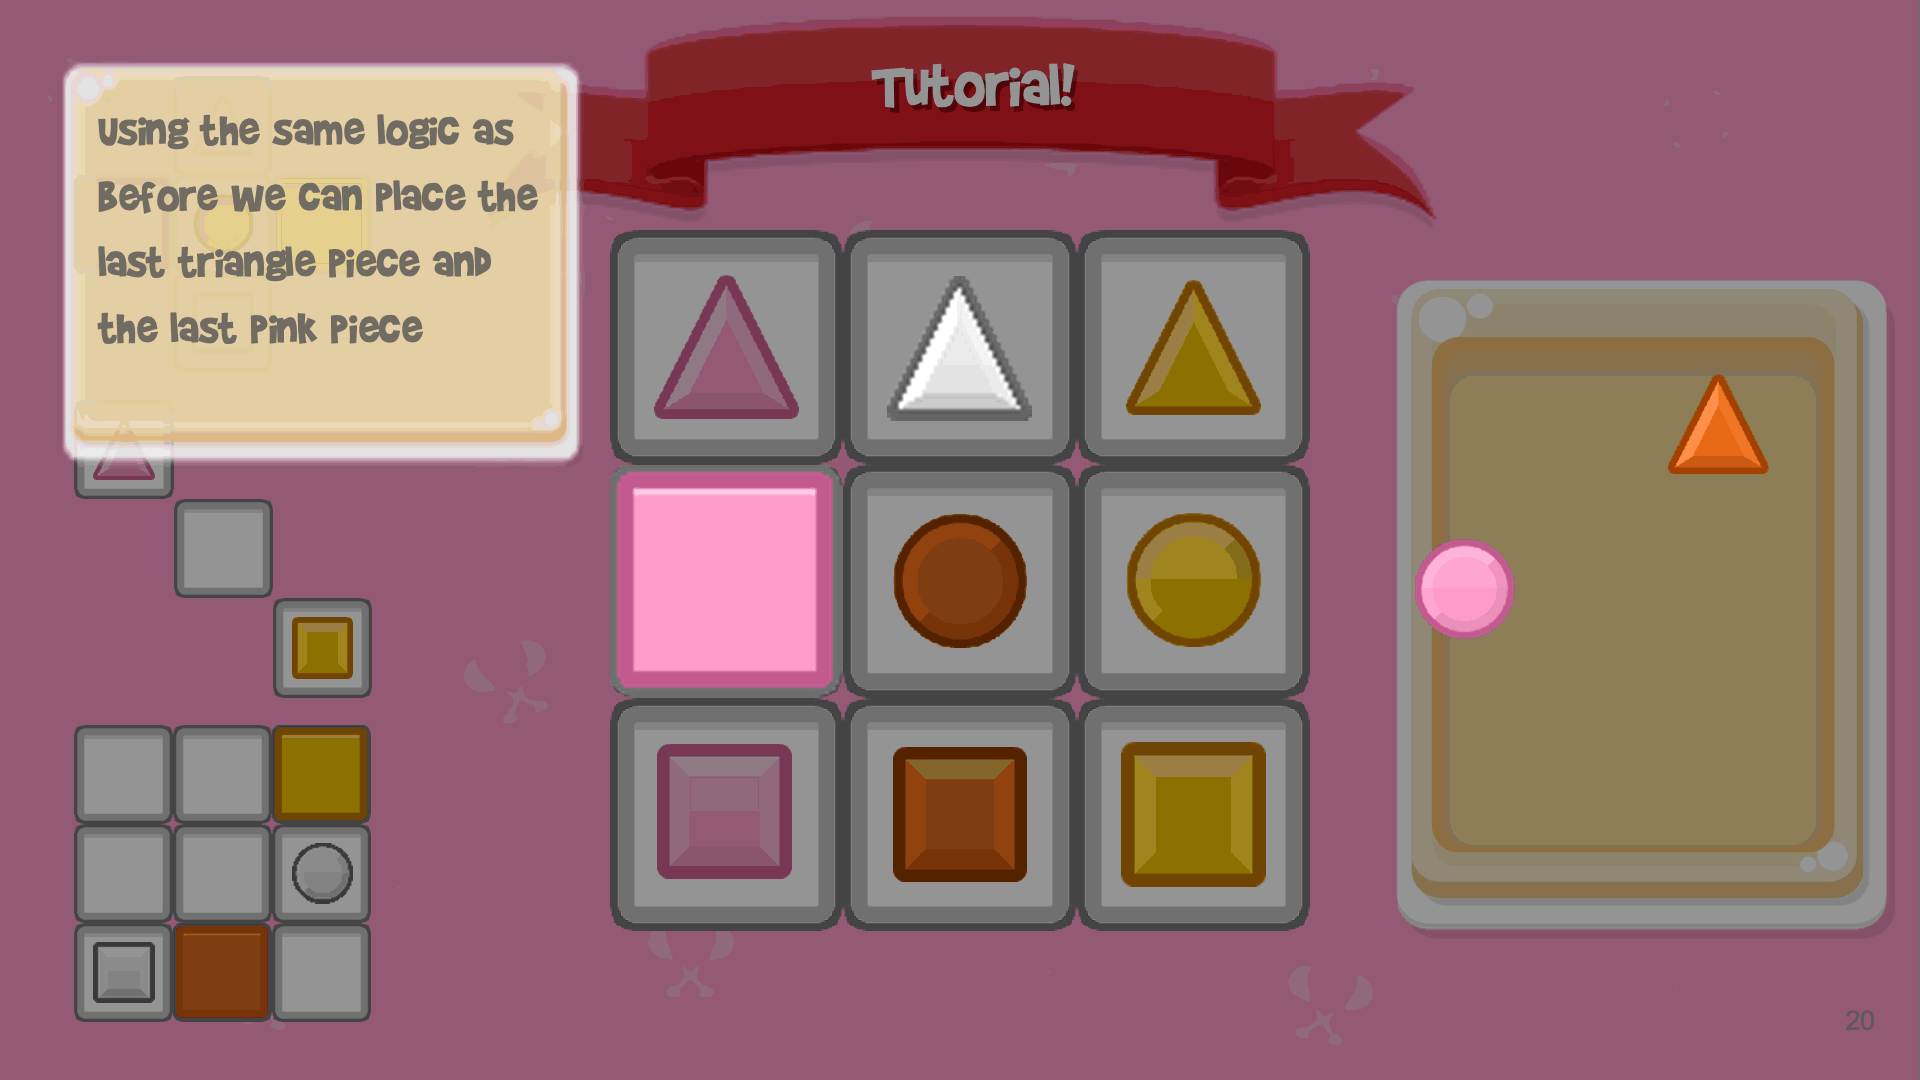 Tutorial!
using the same logic as
Before we can place the
last triangle piece and
the last pink piece
20